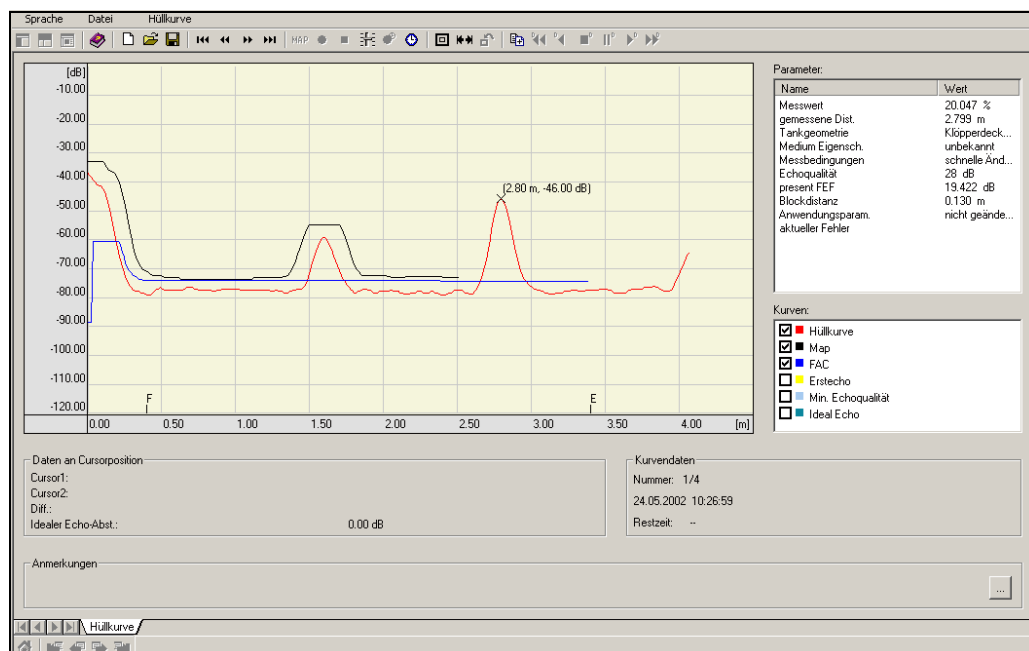 Sprache Datei Hüllkurve
MAP
[dB]
-10.00
-20.00
-30.00
-40.00
-50.00
-60.00
-70.00
-80.00
-90.00
-100.00
-110.00
-120.00
(2.80 m, -46.00 dB)
F E
0.00 0.50 1.00 1.50 2.00 2.50 3.00 3.50 4.00 [m]
Parameter:
Name Wert
Messwert 20.047 %
gemessene Dist. 2.799 m
Tankgeometrie Klöpperdeck...
Medium Eigensch. unbekannt
Messbedingungen schnelle Änd...
Echoqualität 28 dB
present FEF 19.422 dB
Blockdistanz 0.130 m
Anwendungsparam. nicht geände...
aktueller Fehler
Kurven:
Hüllkurve
Map
FAC
Erstecho
Min. Echoqualität
Ideal Echo
Daten an Cursorposition
Cursor1:
Cursor2:
Diff.:
Idealer Echo-Abst.: 0.00 dB
Kurvendaten
Nummer: 1/4
24.05.2002 10:26:59
Restzeit: --
Anmerkungen
...
Hüllkurve